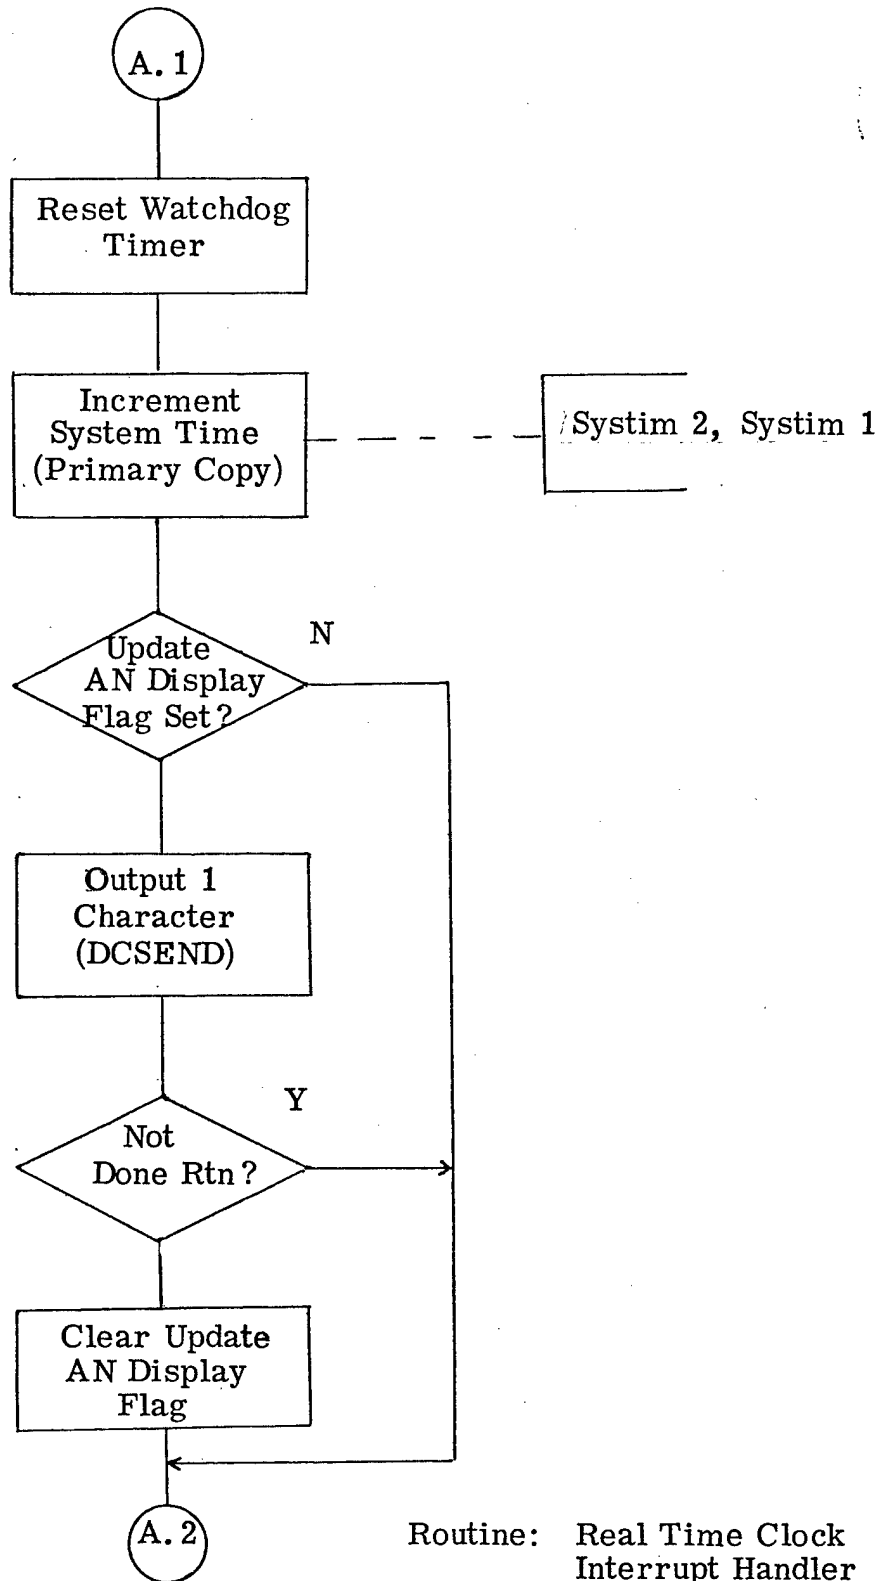 A. 1
Reset Watchdog
Timer
Increment
System Time
(Primary Copy)
Systim 2, Systim 1
Update
AN Display
Flag Set?
N
Output 1
Character
(DCSEND)
Y
Not
Done Rtn?
Clear Update
AN Display
Flag
A. 2
Routine: Real Time Clock
Interrupt Handler